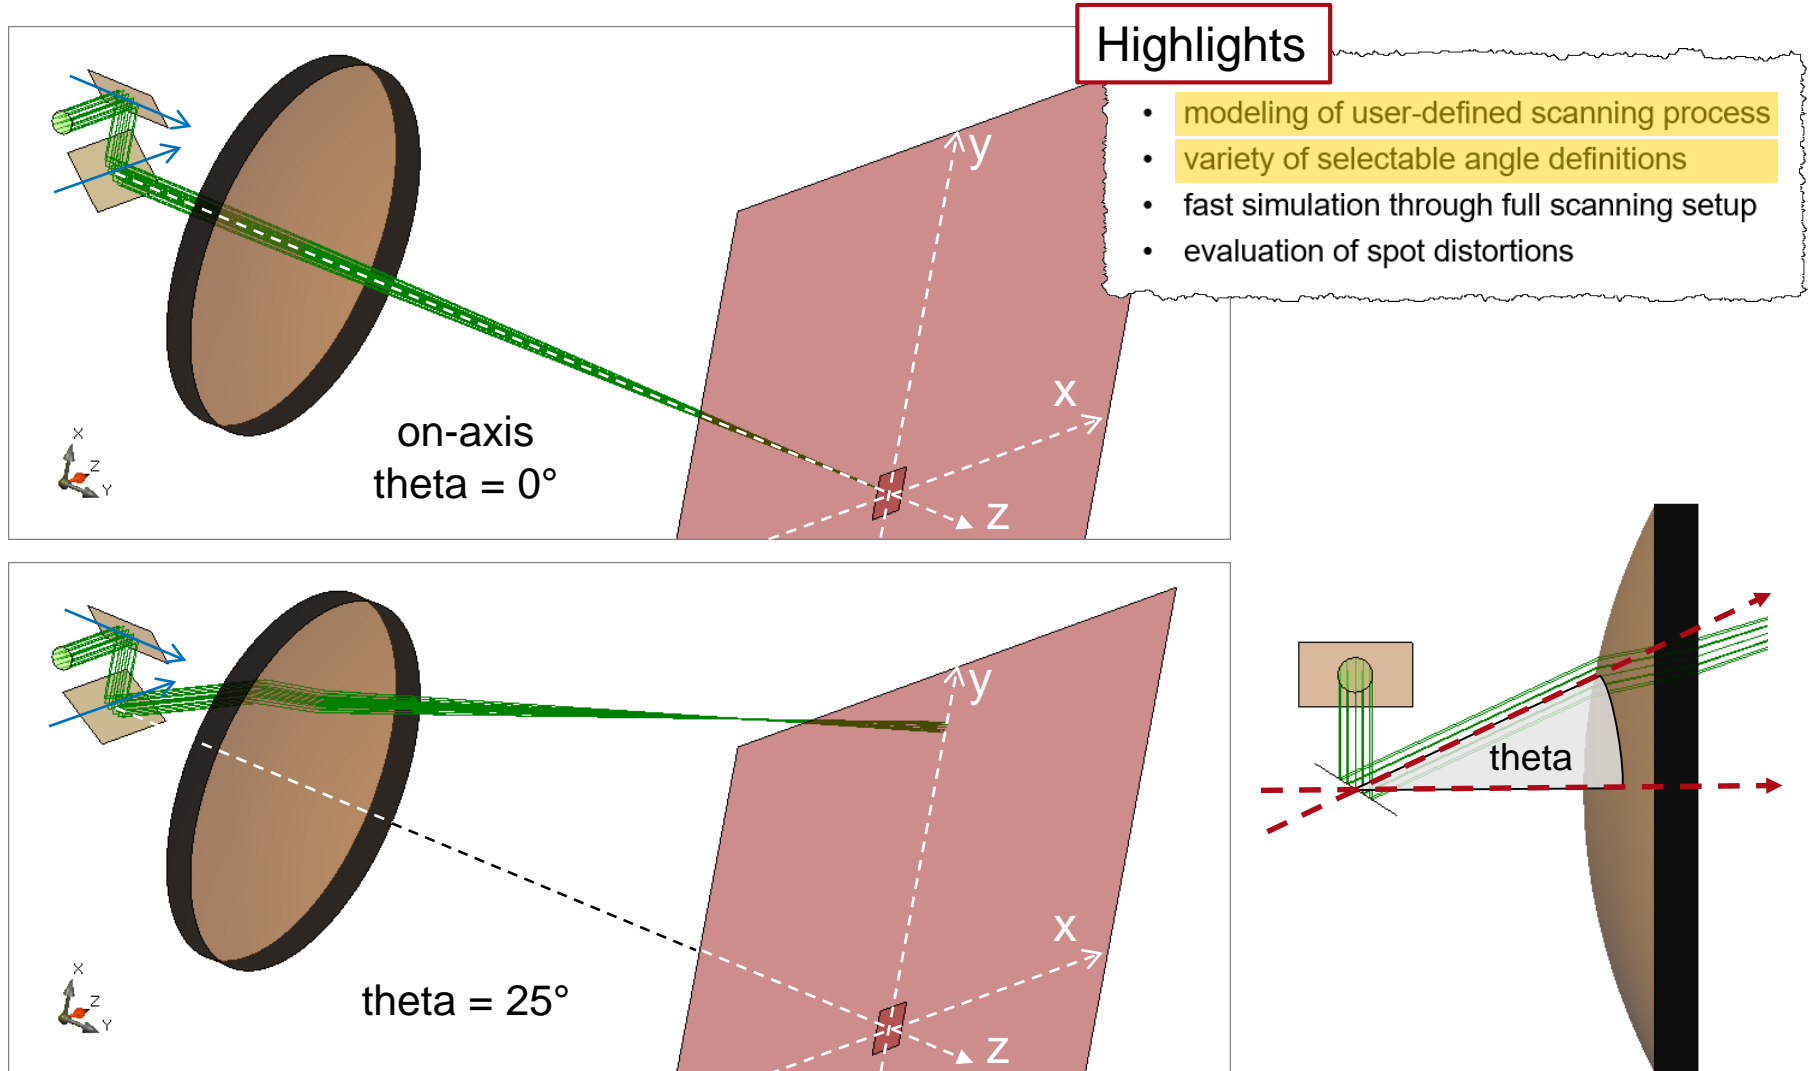 Highlights
• modeling of user-defined scanning process
• variety of selectable angle definitions
• fast simulation through full scanning setup
• evaluation of spot distortions
y
x
z
on-axis
theta = 0°
X
Z
Y
y
x
z
theta = 25°
X
Z
Y
theta